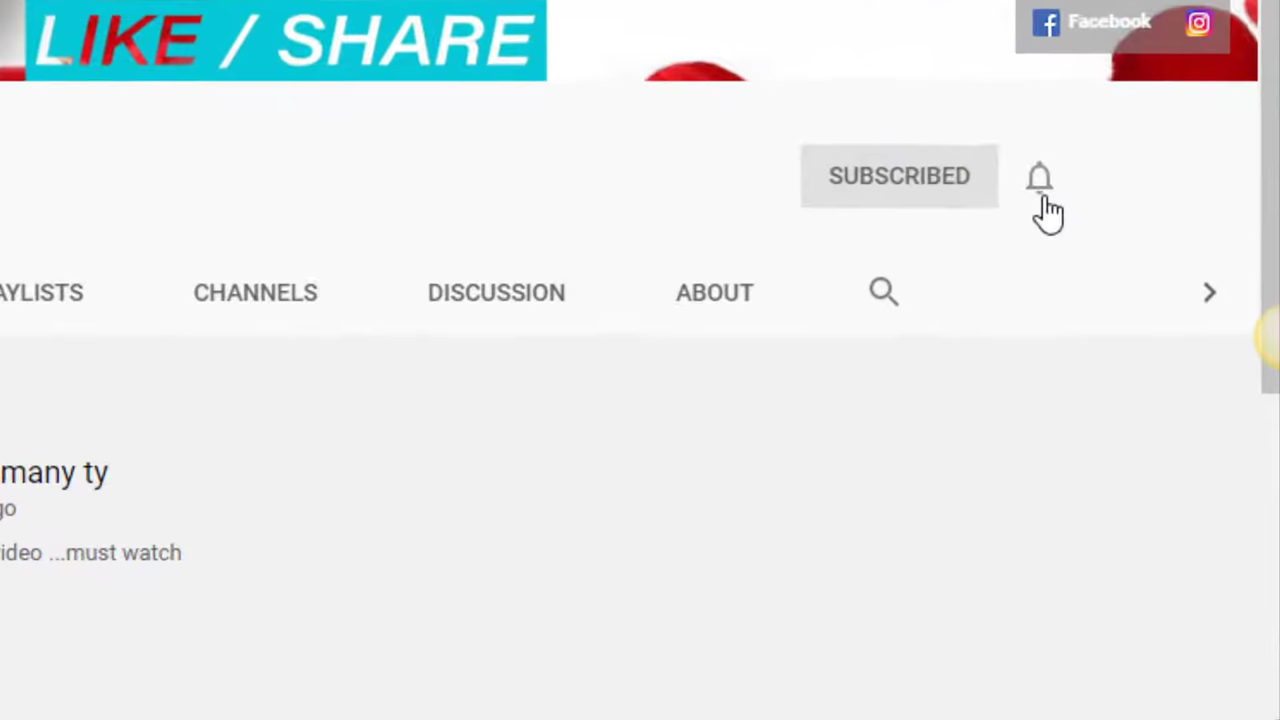 LIKE / SHARE
Facebook
SUBSCRIBED
AYLISTS
CHANNELS
DISCUSSION
ABOUT
many ty
go
ideo ...must watch